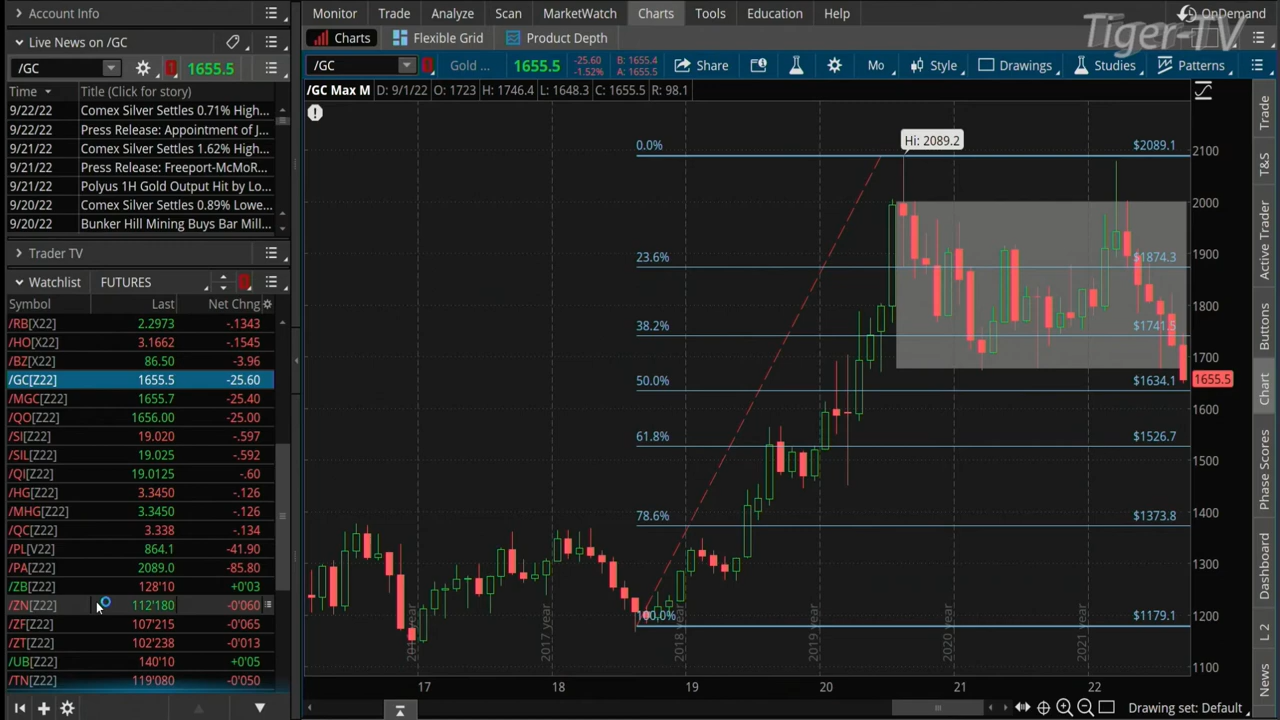 Account Info
Live News on /GC
/GC
1655.5
Time
Title (Click for story)
9/22/22 Comex Silver Settles 0.71% High...
9/22/22 Press Release: Appointment of J...
9/21/22 Comex Silver Settles 1.62% High...
9/21/22 Press Release: Freeport-McMoR...
9/21/22 Polyus 1H Gold Output Hit by Lo...
9/20/22 Comex Silver Settles 0.89% Lowe...
9/20/22 Bunker Hill Mining Buys Bar Mill...
Trader TV
Watchlist FUTURES
Symbol Last Net Chng
/RB[X22] 2.2973 -.1343
/HO[X22] 3.1662 -.1545
/BZ[X22] 86.50 -3.96
/GC[Z22] 1655.5 -25.60
/MGC[Z22] 1655.7 -25.40
/QO[Z22] 1656.00 -25.00
/SI[Z22] 19.020 -.597
/SIL[Z22] 19.025 -.592
/QI[Z22] 19.0125 -.60
/HG[Z22] 3.3450 -.126
/MHG[Z22] 3.3450 -.126
/QC[Z22] 3.338 -.134
/PL[V22] 864.1 -41.90
/PA[Z22] 2089.0 -85.80
/ZB[Z22] 128'10 +0'03
/ZN[Z22] 112'180 -0'060
/ZF[Z22] 107'215 -0'065
/ZT[Z22] 102'238 -0'013
/UB[Z22] 140'10 +0'05
/TN[Z22] 119'080 -0'050
Monitor Trade Analyze Scan MarketWatch Charts Tools Education Help
OnDemand
Tiger-TV
Charts Flexible Grid Product Depth
/GC Gold ... 1655.5 -25.60 B: 1655.4
-1.52% A: 1655.5
Share Mo Style Drawings Studies Patterns
/GC Max M D: 9/1/22 O: 1723 H: 1746.4 L: 1648.3 C: 1655.5 R: 98.1
Hi: 2089.2
0.0% $2089.1
23.6% $1874.3
38.2% $1741.5
50.0% $1634.1
61.8% $1526.7
78.6% $1373.8
100.0% $1179.1
2100
2000
1900
1800
1700
1655.5
1600
1500
1400
1300
1200
1100
2017 year
2018 year
2019 year
2020 year
2021 year
17 18 19 20 21 22
Drawing set: Default
Trade
T&S
Active Trader
Buttons
Chart
Phase Scores
Dashboard
L 2
News